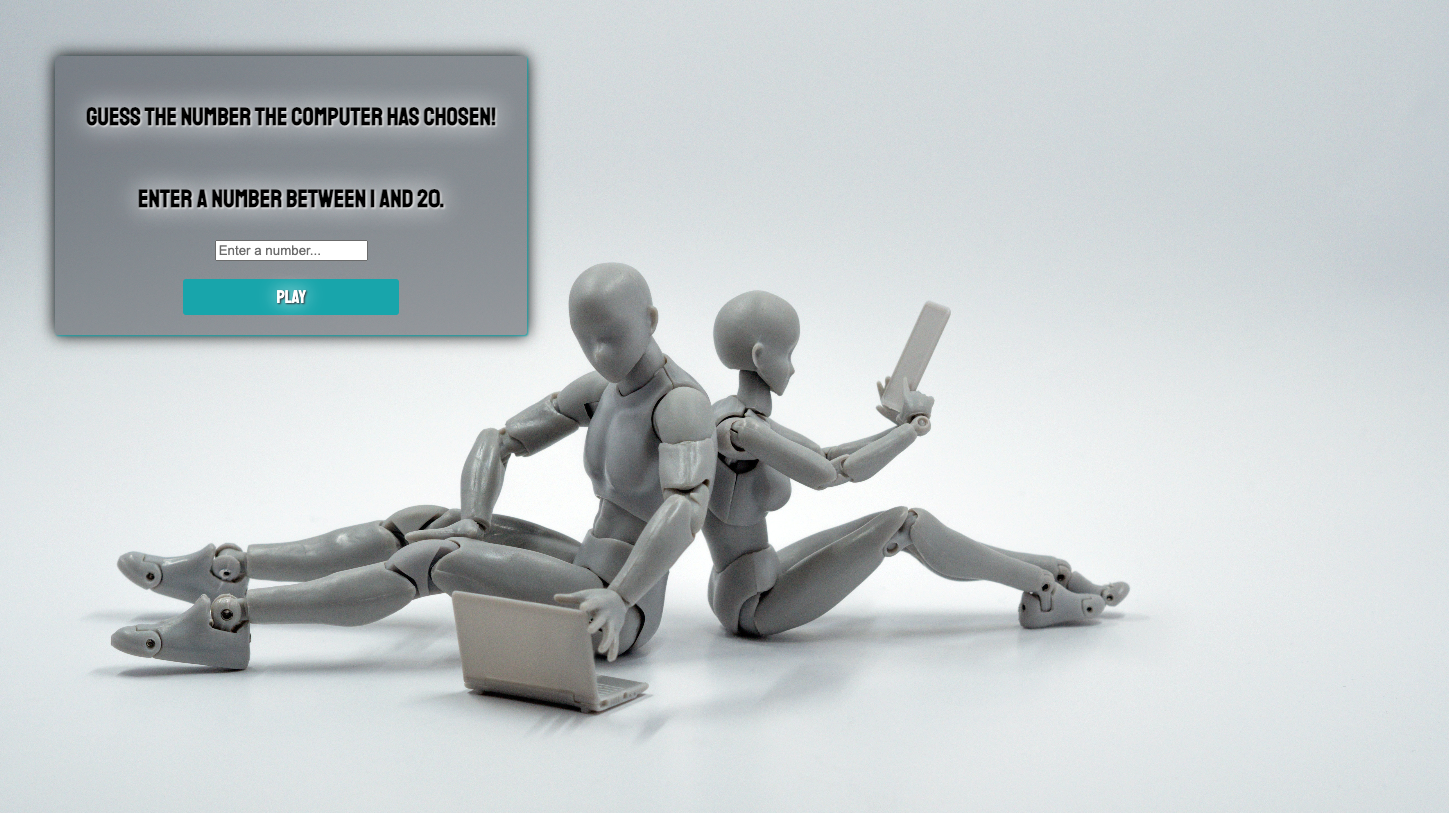 GUESS THE NUMBER THE COMPUTER HAS CHOSEN!
ENTER A NUMBER BETWEEN 1 AND 20.
Enter a number...
PLAY